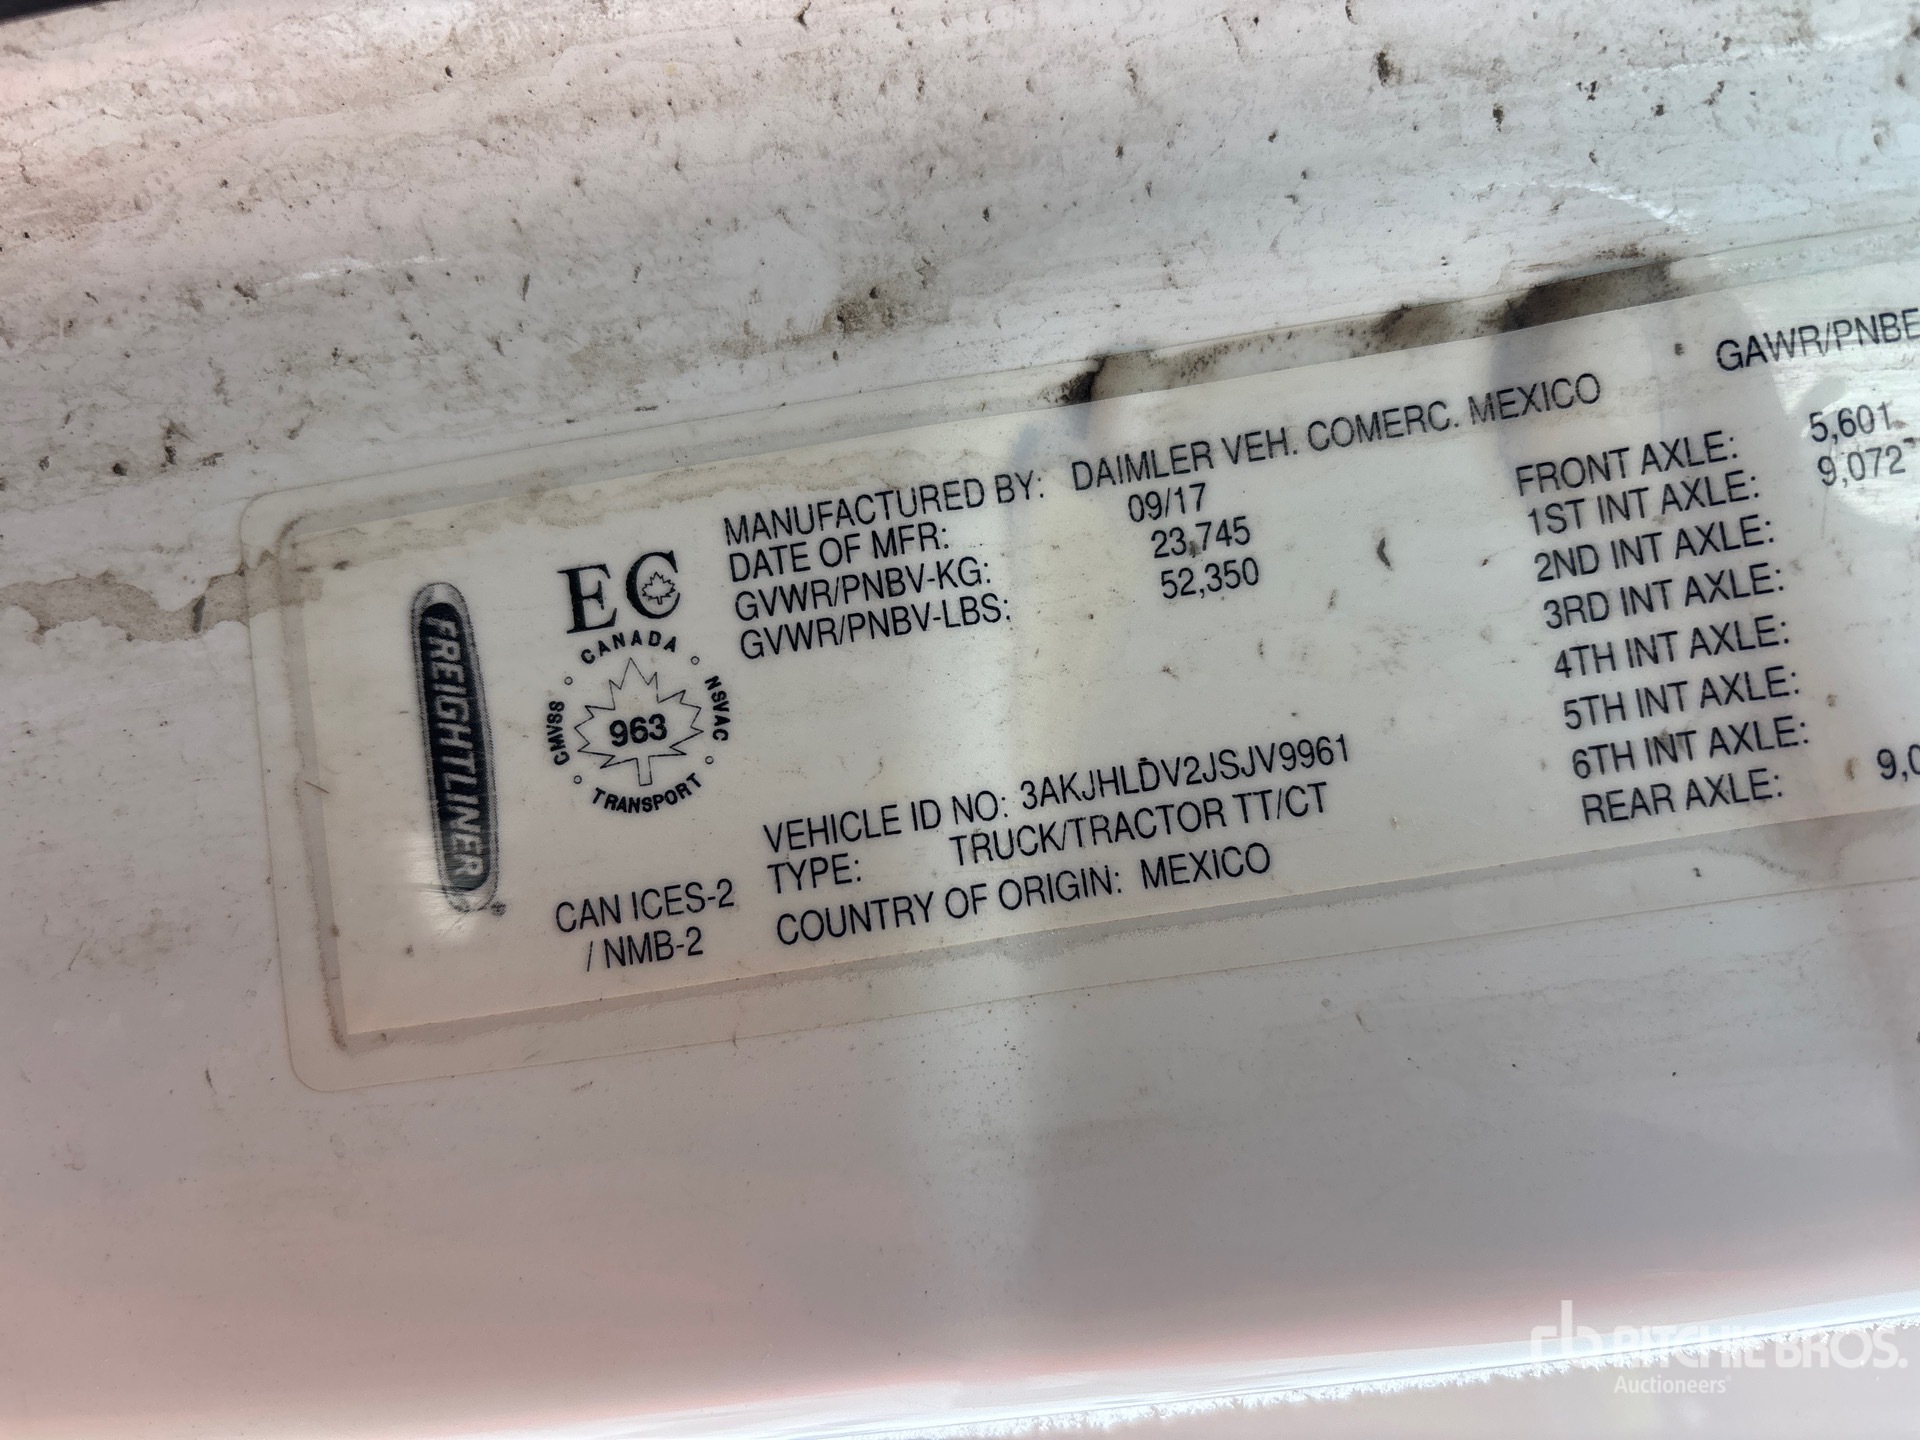 FREIGHTLINER
EC
CANADA
CMVSS
NSVAC
963
TRANSPORT
CAN ICES-2
/ NMB-2
MANUFACTURED BY: DAIMLER VEH. COMERC. MEXICO
DATE OF MFR: 09/17
GVWR/PNBV-KG: 23,745
GVWR/PNBV-LBS: 52,350
VEHICLE ID NO: 3AKJHLDV2JSJV9961
TYPE: TRUCK/TRACTOR TT/CT
COUNTRY OF ORIGIN: MEXICO
GAWR/PNBE
FRONT AXLE: 5,601
1ST INT AXLE: 9,072
2ND INT AXLE:
3RD INT AXLE:
4TH INT AXLE:
5TH INT AXLE:
6TH INT AXLE:
REAR AXLE: 9,0
rb RITCHIE BROS.
Auctioneers